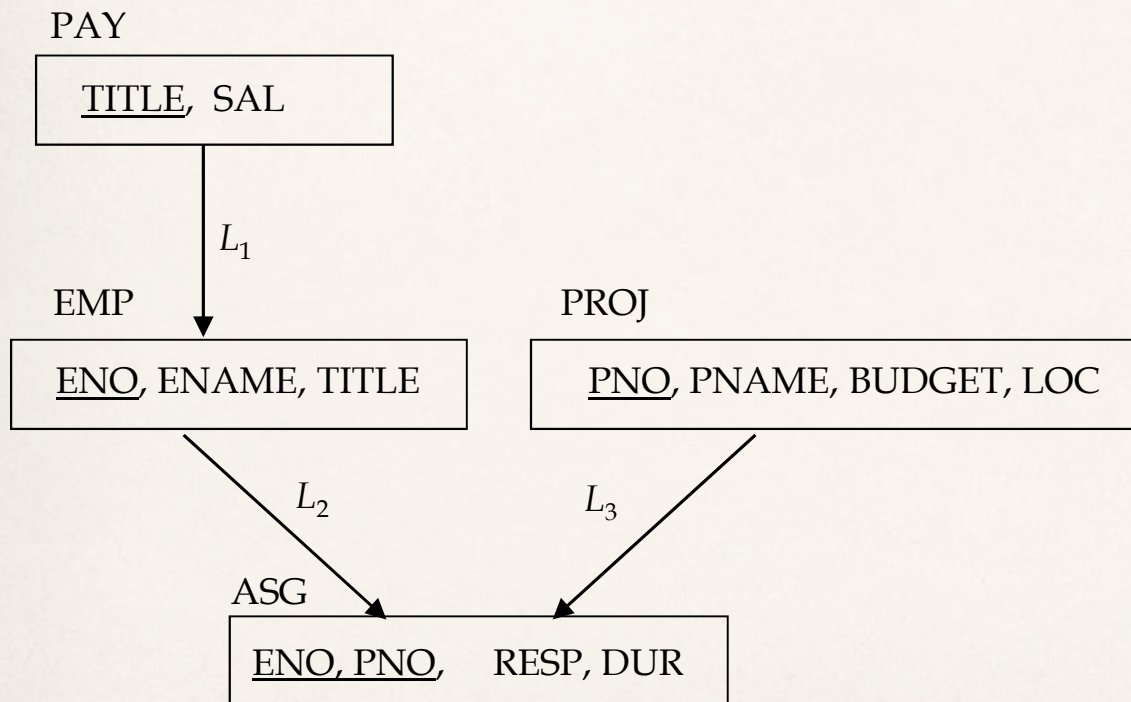 PAY
TITLE, SAL
L1
EMP
PROJ
ENO, ENAME, TITLE
PNO, PNAME, BUDGET, LOC
L2
L3
ASG
ENO, PNO, RESP, DUR